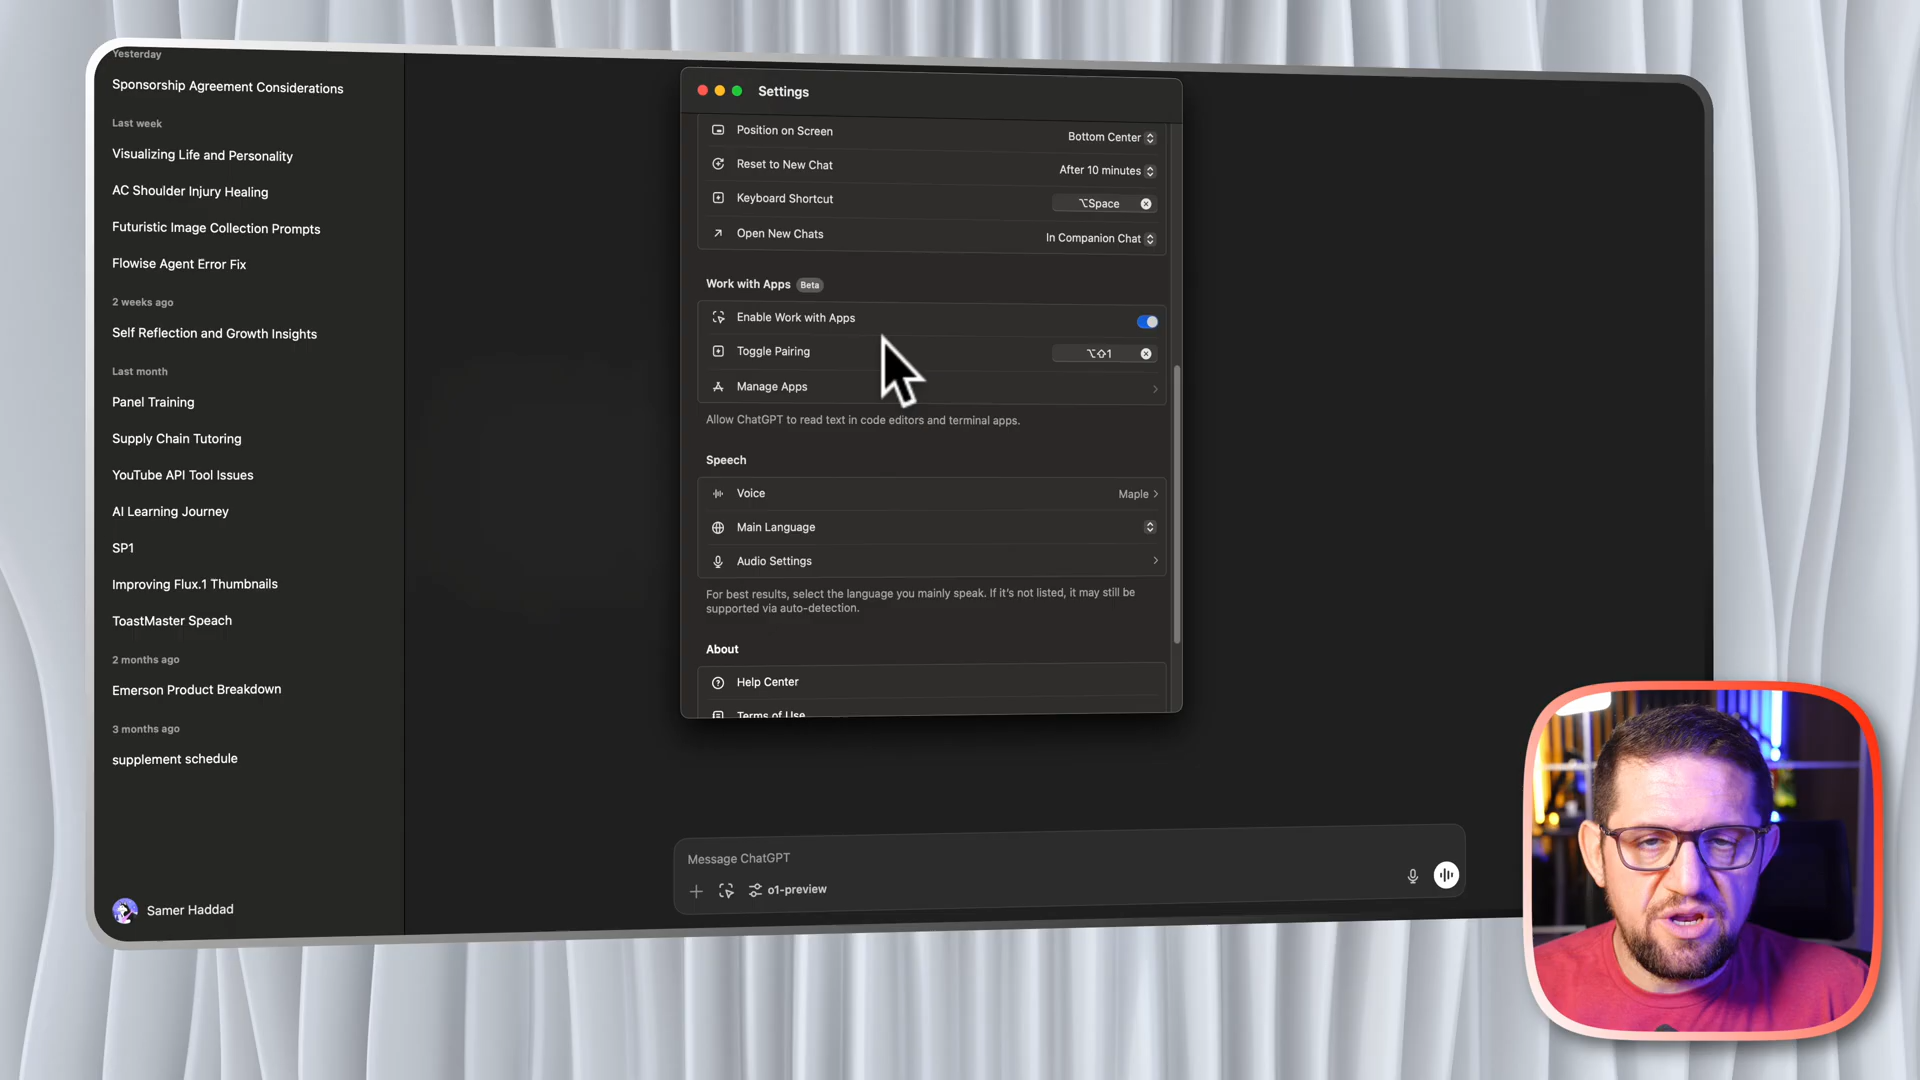 Yesterday
Sponsorship Agreement Considerations
Last week
Visualizing Life and Personality
AC Shoulder Injury Healing
Futuristic Image Collection Prompts
Flowise Agent Error Fix
2 weeks ago
Self Reflection and Growth Insights
Last month
Panel Training
Supply Chain Tutoring
YouTube API Tool Issues
AI Learning Journey
SP1
Improving Flux.1 Thumbnails
ToastMaster Speach
2 months ago
Emerson Product Breakdown
3 months ago
supplement schedule
Samer Haddad
Settings
Position on Screen Bottom Center
Reset to New Chat After 10 minutes
Keyboard Shortcut ⌥Space
Open New Chats In Companion Chat
Work with Apps Beta
Enable Work with Apps
Toggle Pairing ⌥⇧1
Manage Apps
Allow ChatGPT to read text in code editors and terminal apps.
Speech
Voice Maple
Main Language
Audio Settings
For best results, select the language you mainly speak. If it's not listed, it may still be
supported via auto-detection.
About
Help Center
Terms of Use
Message ChatGPT
o1-preview